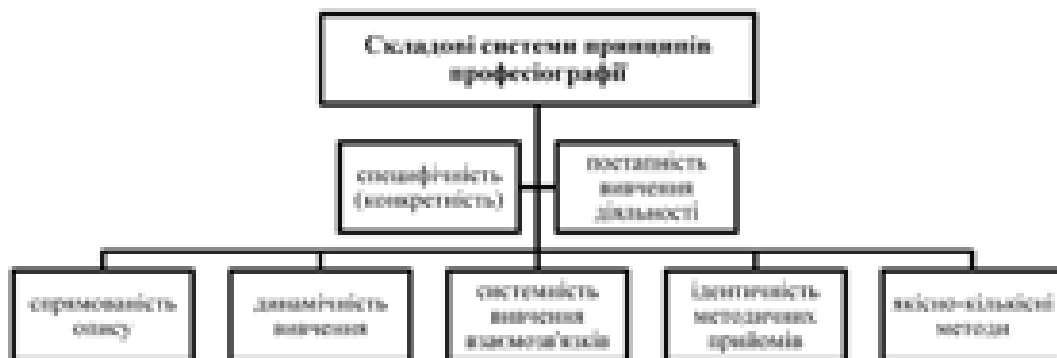 Складові системи принципів
професіографії
специфічність
(конкретність)
поетапність
вивчення
діяльності
спрямованість
опису
динамічність
вивчення
системність
вивчення
взаємозв'язків
ідентичність
методичних
прийомів
якісно-кількісні
методи